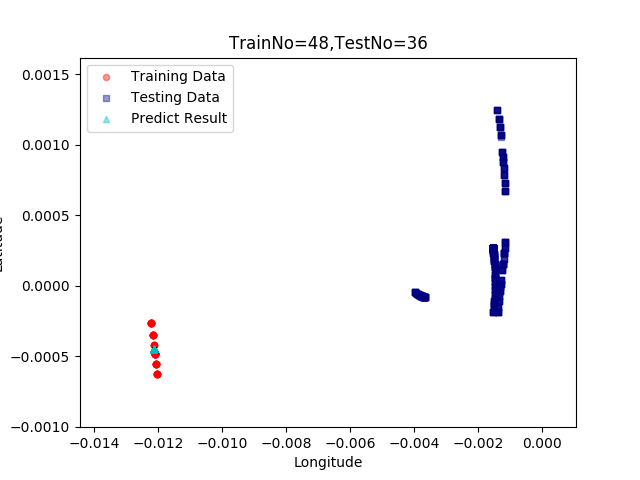 TrainNo=48,TestNo=36
Training Data
Testing Data
Predict Result
0.0015
0.0010
0.0005
0.0000
−0.0005
−0.0010
−0.014 −0.012 −0.010 −0.008 −0.006 −0.004 −0.002 0.000
Longitude